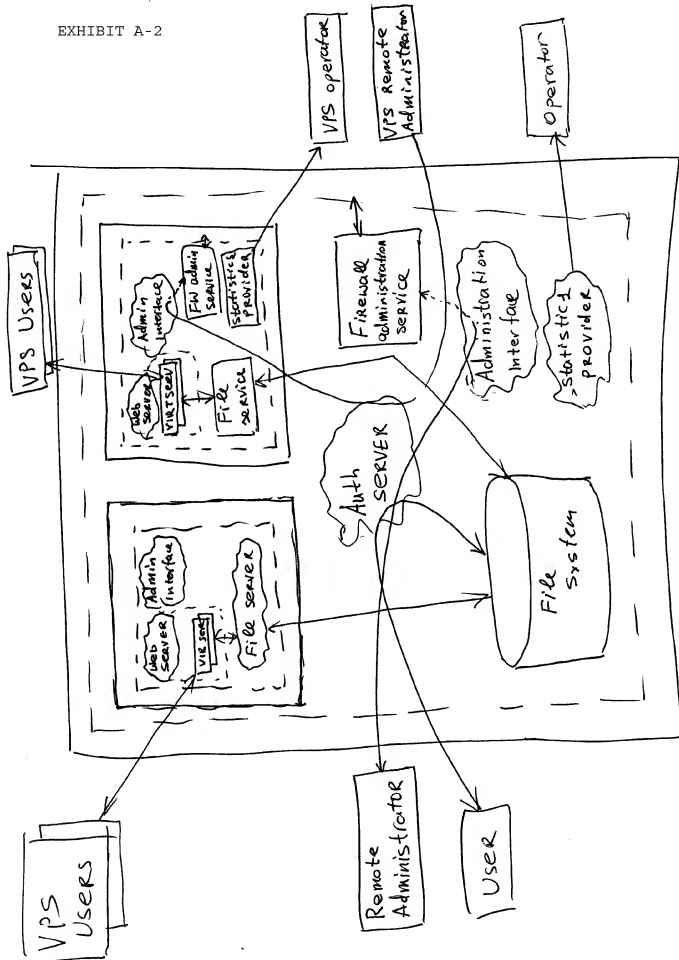 EXHIBIT A-2
VPS operator
VPS Remote
Administrator
Operator
VPS Users
Web
server
VIRTSERV
File
service
Admin
interface
FW admin
service
Statistics
PROVIDER
Firewall
administration
service
Administration
Interface
Statistics
PROVIDER
Auth
SERVER
File
System
Web
SERVER
VIR SERV
File SERVER
Admin
interface
VPS
Users
Remote
Administrator
User